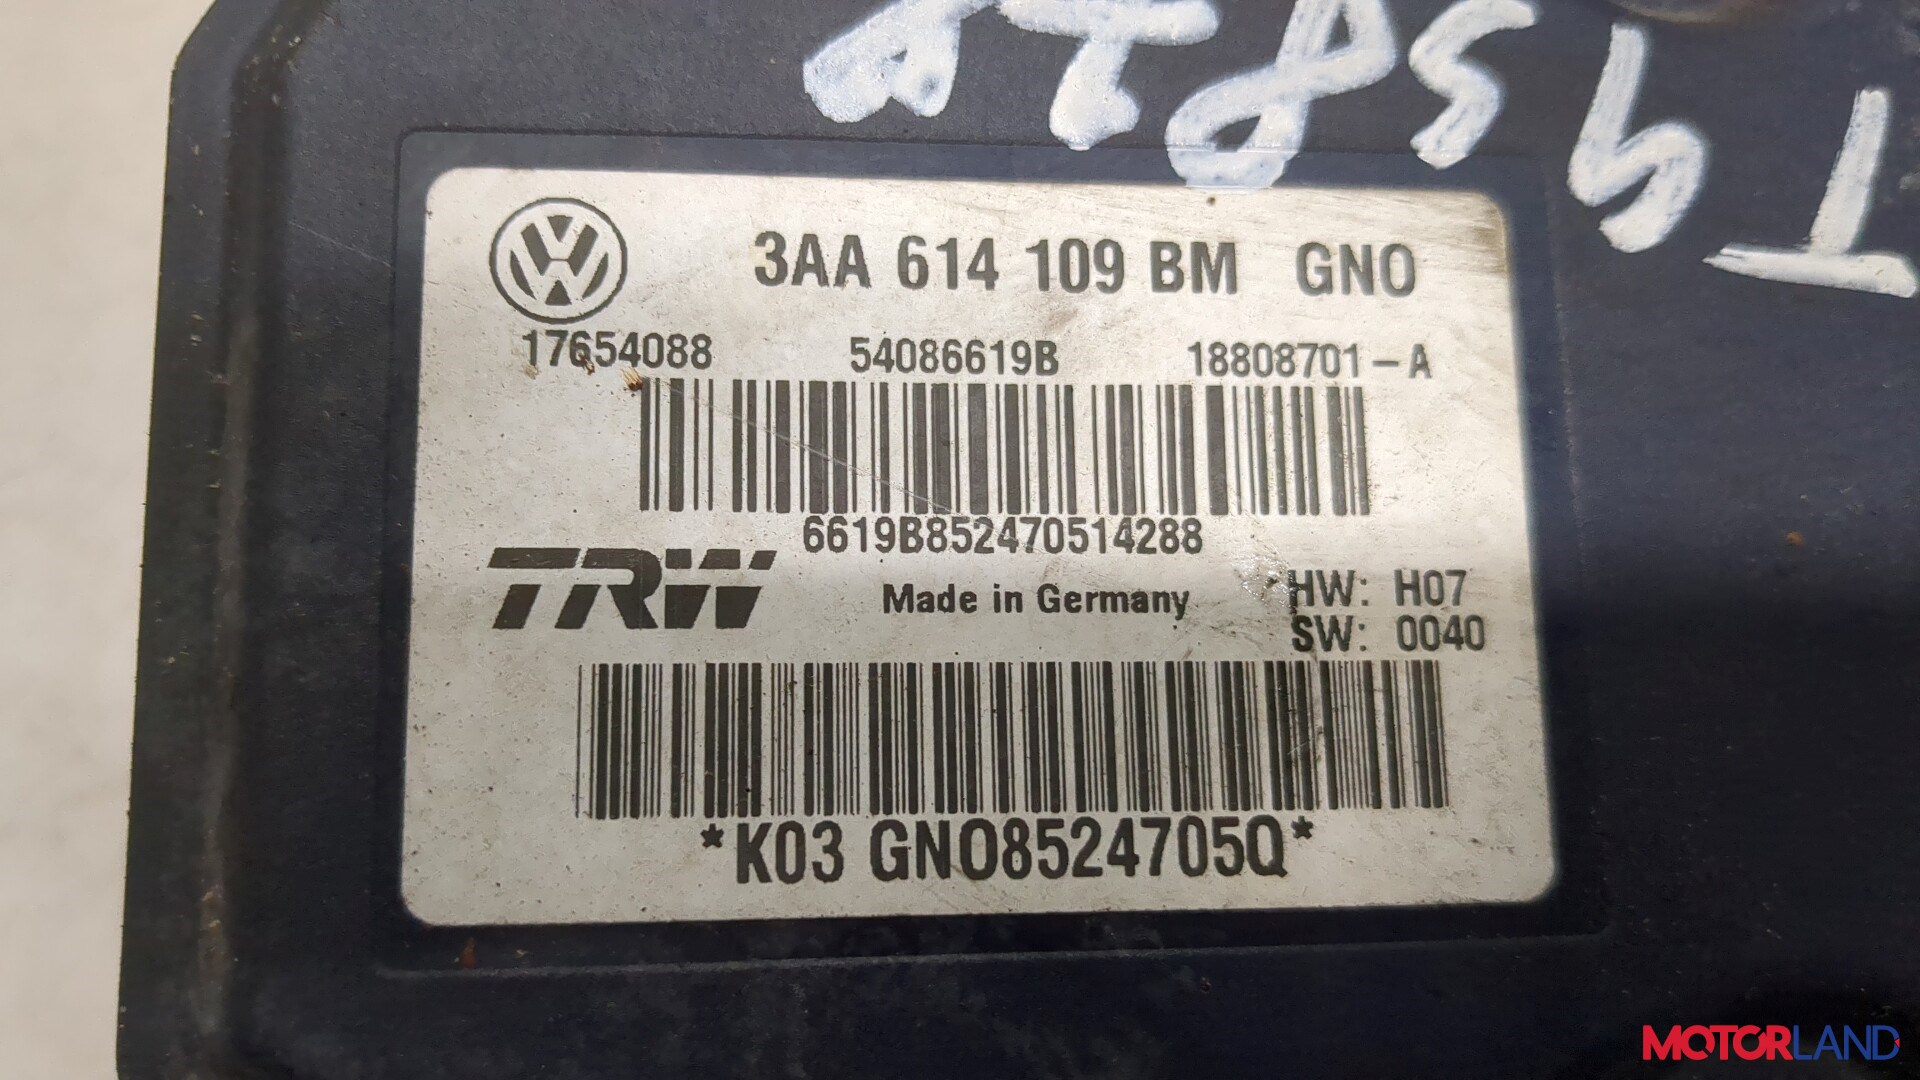 3AA 614 109 BM GNO
17654088 54086619B 18808701-A
6619B852470514288
TRW Made in Germany HW: H07
SW: 0040
*K03 GNO8524705Q*
MOTORLAND